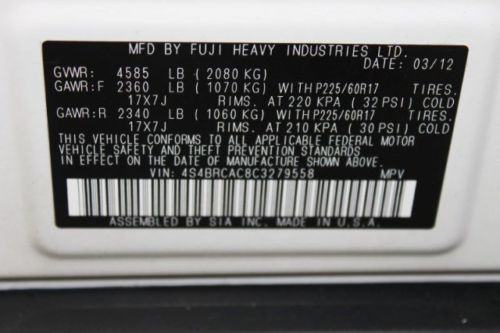 MFD BY FUJI HEAVY INDUSTRIES LTD.
DATE: 03/12
GVWR: 4585 LB ( 2080 KG)
GAWR:F 2360 LB ( 1070 KG) WITH P225/60R17 TIRES.
17X7J RIMS. AT 220 KPA ( 32 PSI) COLD
GAWR:R 2340 LB ( 1060 KG) WITH P225/60R17 TIRES.
17X7J RIMS. AT 210 KPA ( 30 PSI) COLD
THIS VEHICLE CONFORMS TO ALL APPLICABLE FEDERAL MOTOR
VEHICLE SAFETY AND THEFT PREVENTION STANDARDS IN EFFECT
ON THE DATE OF MANUFACTURE SHOWN ABOVE.
VIN: 4S4BRCAC8C3279558 MPV
ASSEMBLED BY SIA INC. MADE IN U.S.A.